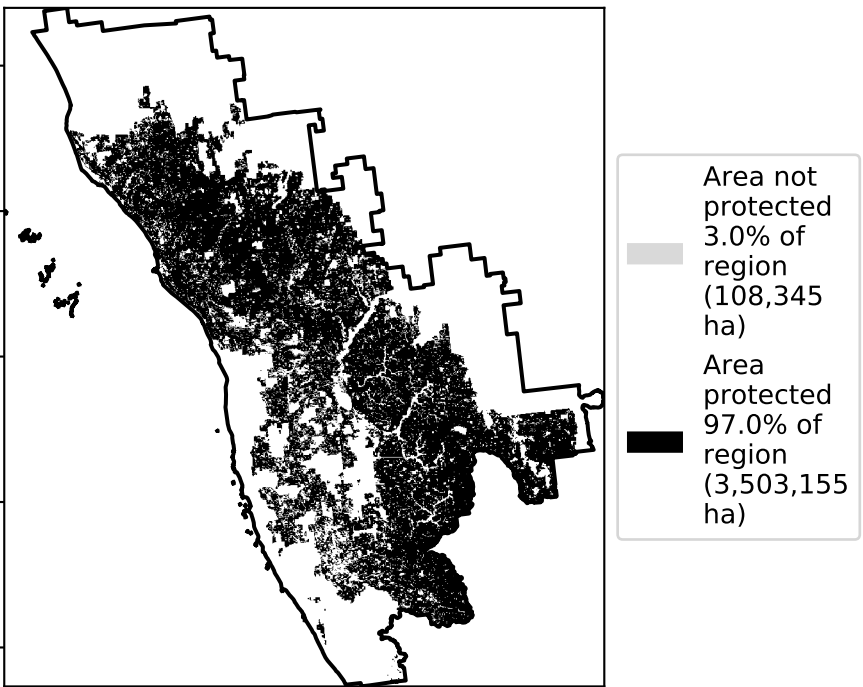 Area not
protected
3.0% of
region
(108,345
ha)
Area
protected
97.0% of
region
(3,503,155
ha)